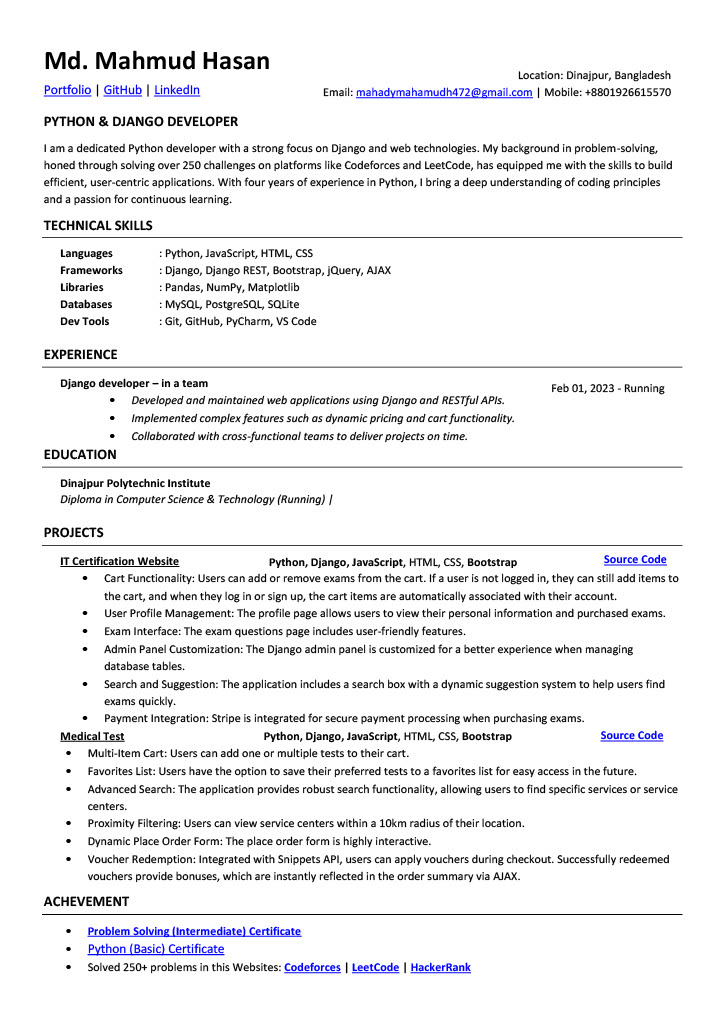 Md. Mahmud Hasan
Location: Dinajpur, Bangladesh
Portfolio | GitHub | LinkedIn
Email: mahadymahamudh472@gmail.com | Mobile: +8801926615570
PYTHON & DJANGO DEVELOPER
I am a dedicated Python developer with a strong focus on Django and web technologies. My background in problem-solving,
honed through solving over 250 challenges on platforms like Codeforces and LeetCode, has equipped me with the skills to build
efficient, user-centric applications. With four years of experience in Python, I bring a deep understanding of coding principles
and a passion for continuous learning.
TECHNICAL SKILLS
Languages : Python, JavaScript, HTML, CSS
Frameworks : Django, Django REST, Bootstrap, jQuery, AJAX
Libraries : Pandas, NumPy, Matplotlib
Databases : MySQL, PostgreSQL, SQLite
Dev Tools : Git, GitHub, PyCharm, VS Code
EXPERIENCE
Django developer – in a team Feb 01, 2023 - Running
• Developed and maintained web applications using Django and RESTful APIs.
• Implemented complex features such as dynamic pricing and cart functionality.
• Collaborated with cross-functional teams to deliver projects on time.
EDUCATION
Dinajpur Polytechnic Institute
Diploma in Computer Science & Technology (Running) |
PROJECTS
IT Certification Website Python, Django, JavaScript, HTML, CSS, Bootstrap Source Code
• Cart Functionality: Users can add or remove exams from the cart. If a user is not logged in, they can still add items to
the cart, and when they log in or sign up, the cart items are automatically associated with their account.
• User Profile Management: The profile page allows users to view their personal information and purchased exams.
• Exam Interface: The exam questions page includes user-friendly features.
• Admin Panel Customization: The Django admin panel is customized for a better experience when managing
database tables.
• Search and Suggestion: The application includes a search box with a dynamic suggestion system to help users find
exams quickly.
• Payment Integration: Stripe is integrated for secure payment processing when purchasing exams.
Medical Test Python, Django, JavaScript, HTML, CSS, Bootstrap Source Code
• Multi-Item Cart: Users can add one or multiple tests to their cart.
• Favorites List: Users have the option to save their preferred tests to a favorites list for easy access in the future.
• Advanced Search: The application provides robust search functionality, allowing users to find specific services or service
centers.
• Proximity Filtering: Users can view service centers within a 10km radius of their location.
• Dynamic Place Order Form: The place order form is highly interactive.
• Voucher Redemption: Integrated with Snippets API, users can apply vouchers during checkout. Successfully redeemed
vouchers provide bonuses, which are instantly reflected in the order summary via AJAX.
ACHEVEMENT
• Problem Solving (Intermediate) Certificate
• Python (Basic) Certificate
• Solved 250+ problems in this Websites: Codeforces | LeetCode | HackerRank